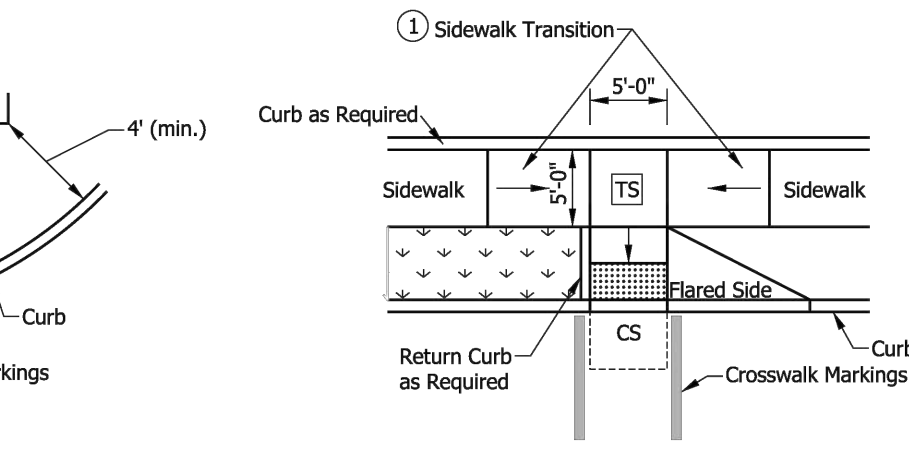 1 Sidewalk Transition
5'-0"
Curb as Required
4' (min.)
Sidewalk
5'-0"
TS
Sidewalk
Flared Side
Curb
CS
Curb
Return Curb
as Required
Crosswalk Markings
kings